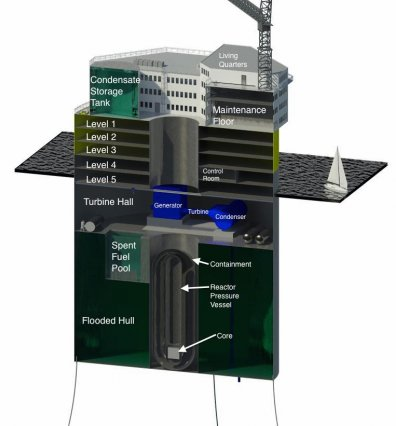 Living
Quarters
Condensate
Storage
Tank
Maintenance
Floor
Level 1
Level 2
Level 3
Level 4
Level 5
Control
Room
Turbine Hall
Generator
Turbine
Condenser
Spent
Fuel
Pool
Containment
Reactor
Pressure
Vessel
Flooded Hull
Core